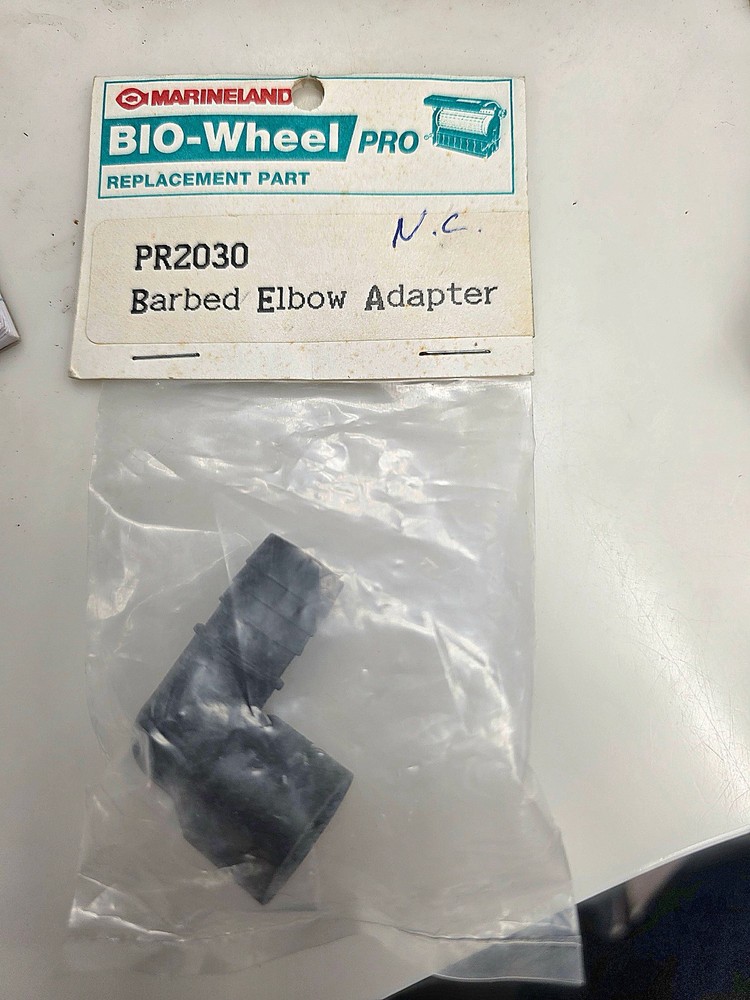 MARINELAND
BIO-Wheel PRO
REPLACEMENT PART
N.C.
PR2030
Barbed Elbow Adapter